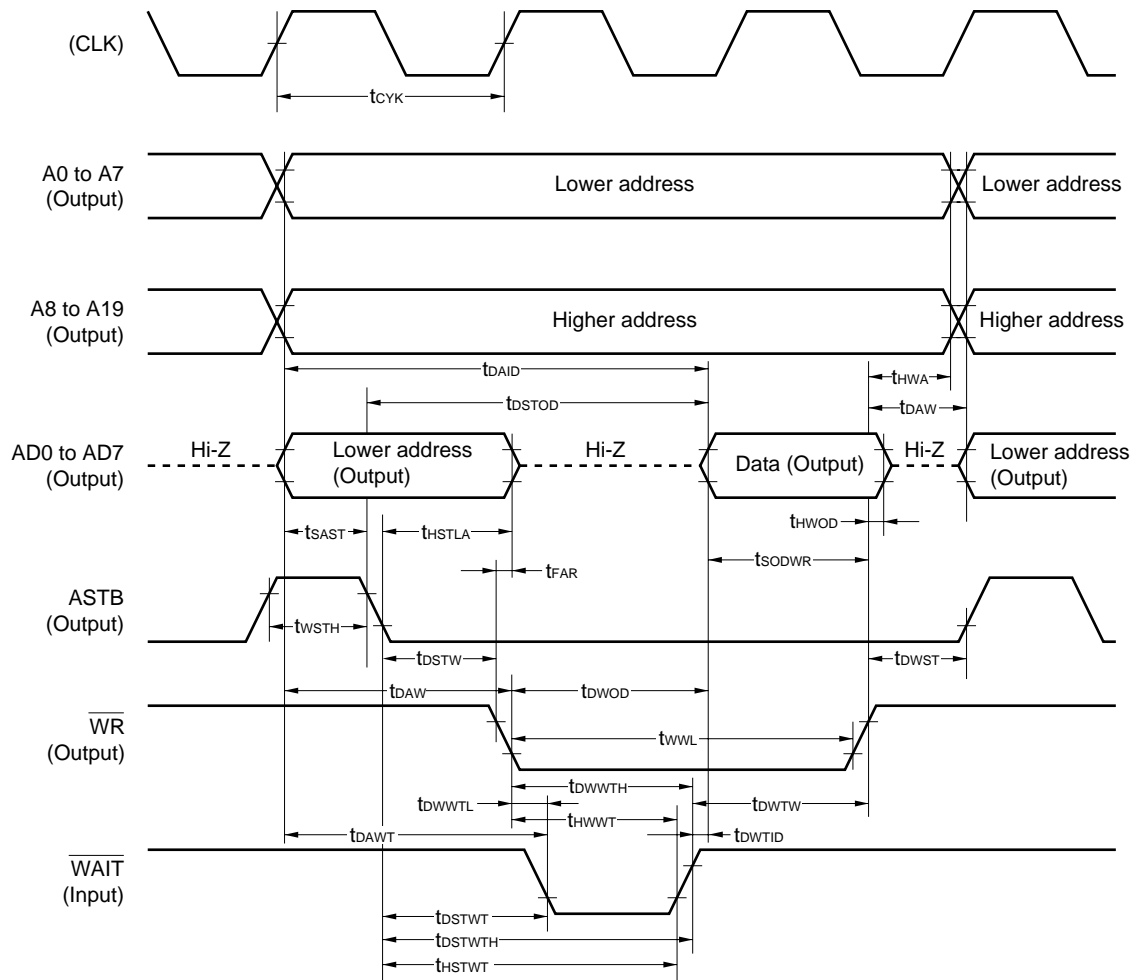 (CLK)
tCYK
A0 to A7
(Output)
Lower address
Lower address
A8 to A19
(Output)
Higher address
Higher address
tDAID
tHWA
tDSTOD
tDAW
AD0 to AD7
(Output)
Hi-Z
Lower address
(Output)
Hi-Z
Data (Output)
Hi-Z
Lower address
(Output)
tSAST
tHSTLA
tHWOD
tFAR
tSODWR
ASTB
(Output)
tWSTH
tDSTW
tDWST
tDAW
tDWOD
WR
(Output)
tWWL
tDWWTH
tDWWTL
tDWTW
tHWWT
tDAWT
tDWTID
WAIT
(Input)
tDSTWT
tDSTWTH
tHSTWT